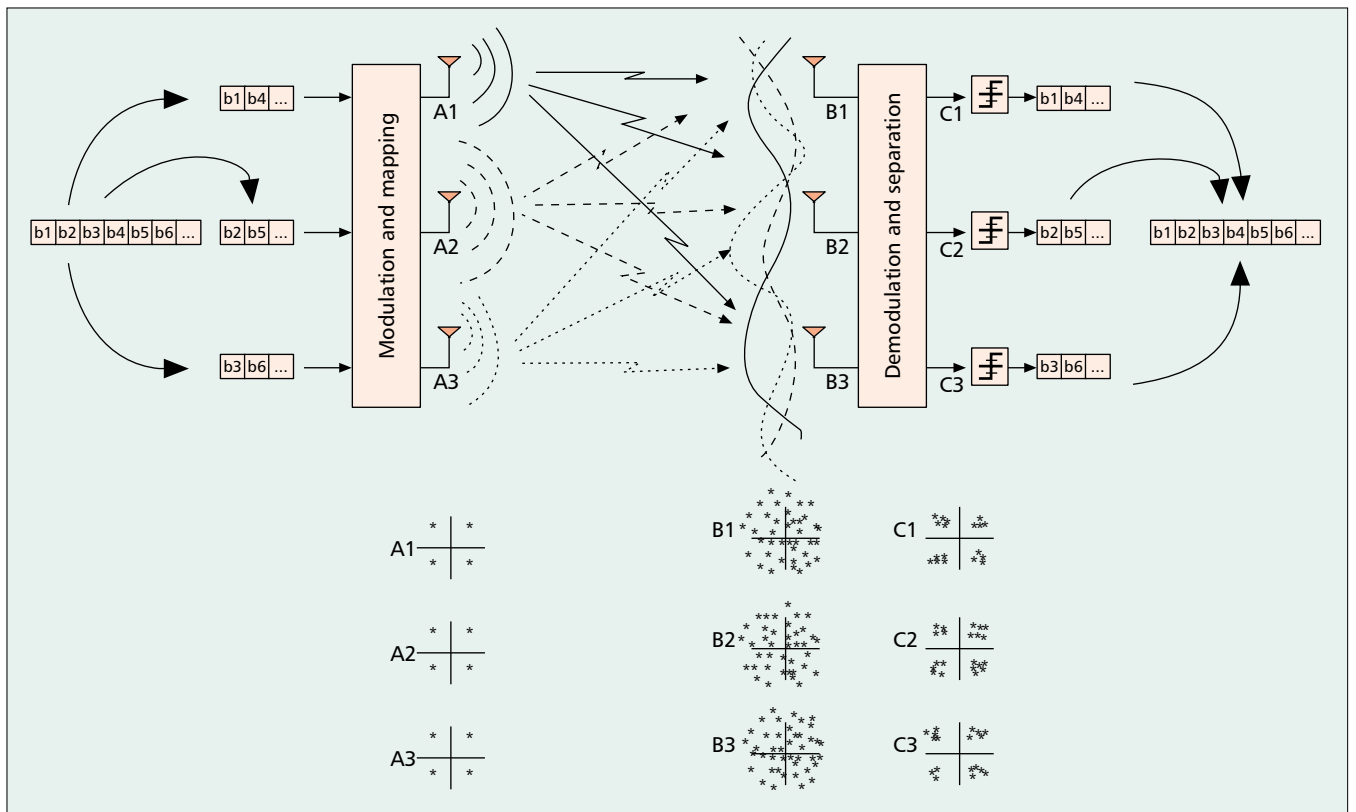 b1 b4 ...
A1
B1
C1
b1 b4 ...
b1 b2 b3 b4 b5 b6 ...
b2 b5 ...
Modulation and mapping
A2
B2
Demodulation and separation
C2
b2 b5 ...
b1 b2 b3 b4 b5 b6 ...
b3 b6 ...
A3
B3
C3
b3 b6 ...
A1
B1
C1
A2
B2
C2
A3
B3
C3